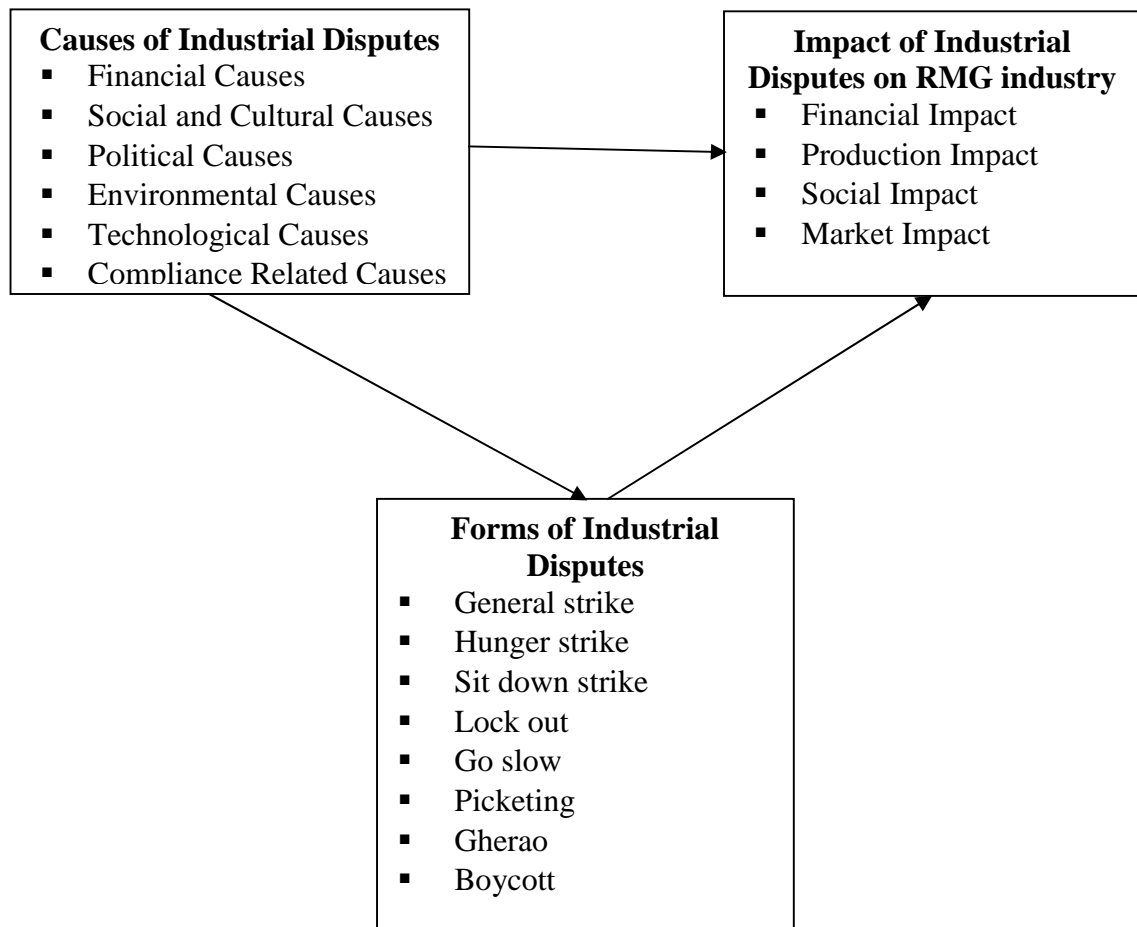 Causes of Industrial Disputes
▪ Financial Causes
▪ Social and Cultural Causes
▪ Political Causes
▪ Environmental Causes
▪ Technological Causes
▪ Compliance Related Causes
Impact of Industrial
Disputes on RMG industry
▪ Financial Impact
▪ Production Impact
▪ Social Impact
▪ Market Impact
Forms of Industrial
Disputes
▪ General strike
▪ Hunger strike
▪ Sit down strike
▪ Lock out
▪ Go slow
▪ Picketing
▪ Gherao
▪ Boycott